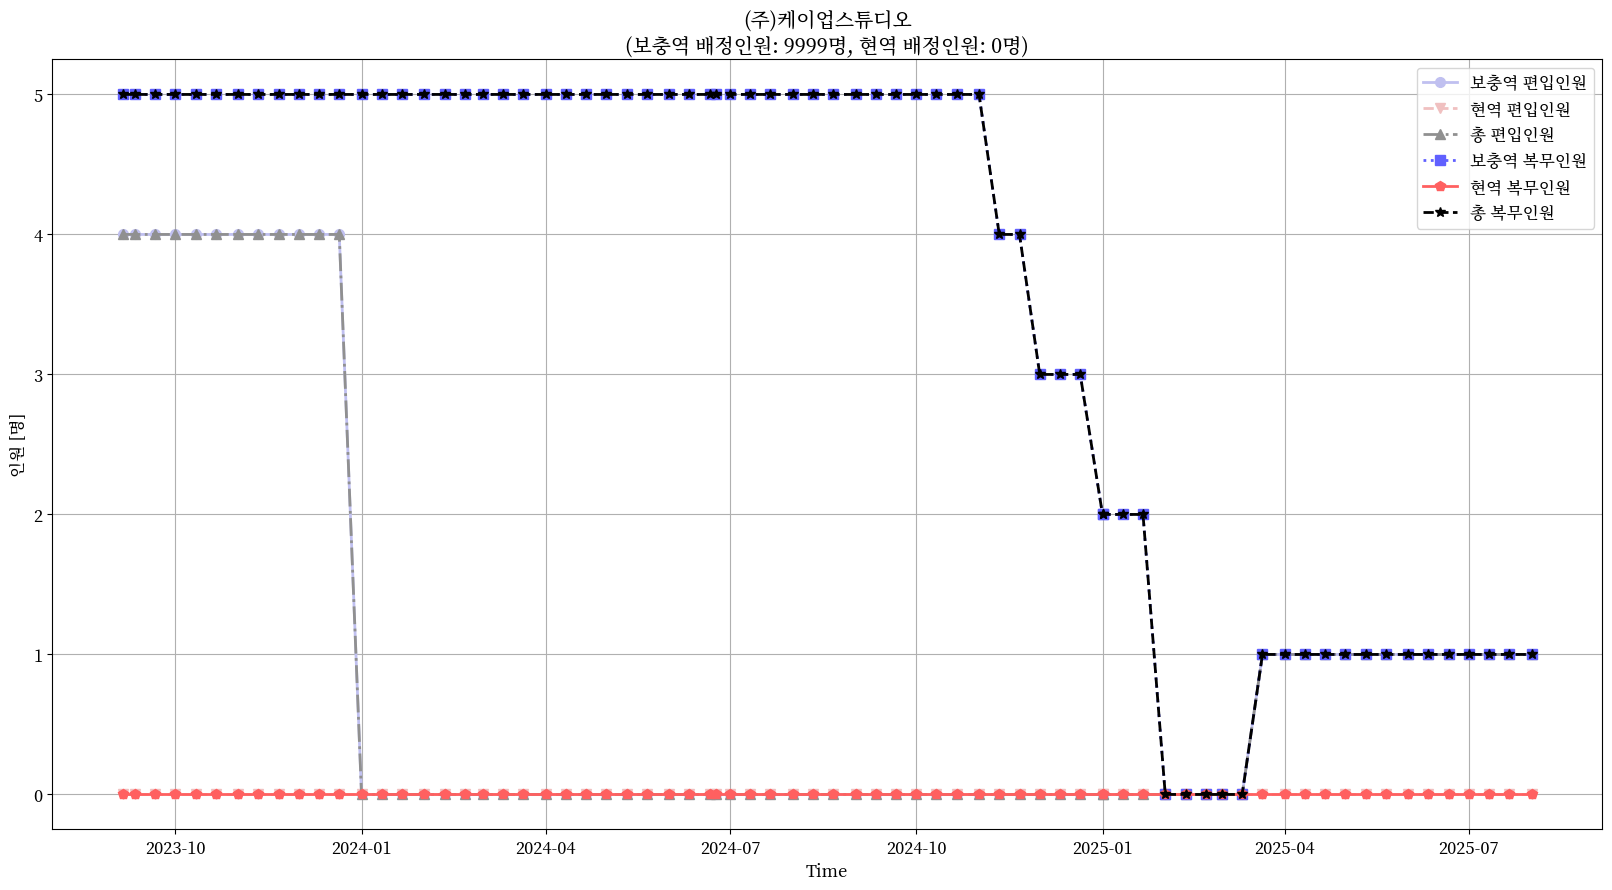 (주)케이업스튜디오
(보충역 배정인원: 9999명, 현역 배정인원: 0명)
보충역 편입인원
현역 편입인원
총 편입인원
보충역 복무인원
현역 복무인원
총 복무인원
인원 [명]
5
4
3
2
1
0
2023-10
2024-01
2024-04
2024-07
2024-10
2025-01
2025-04
2025-07
Time